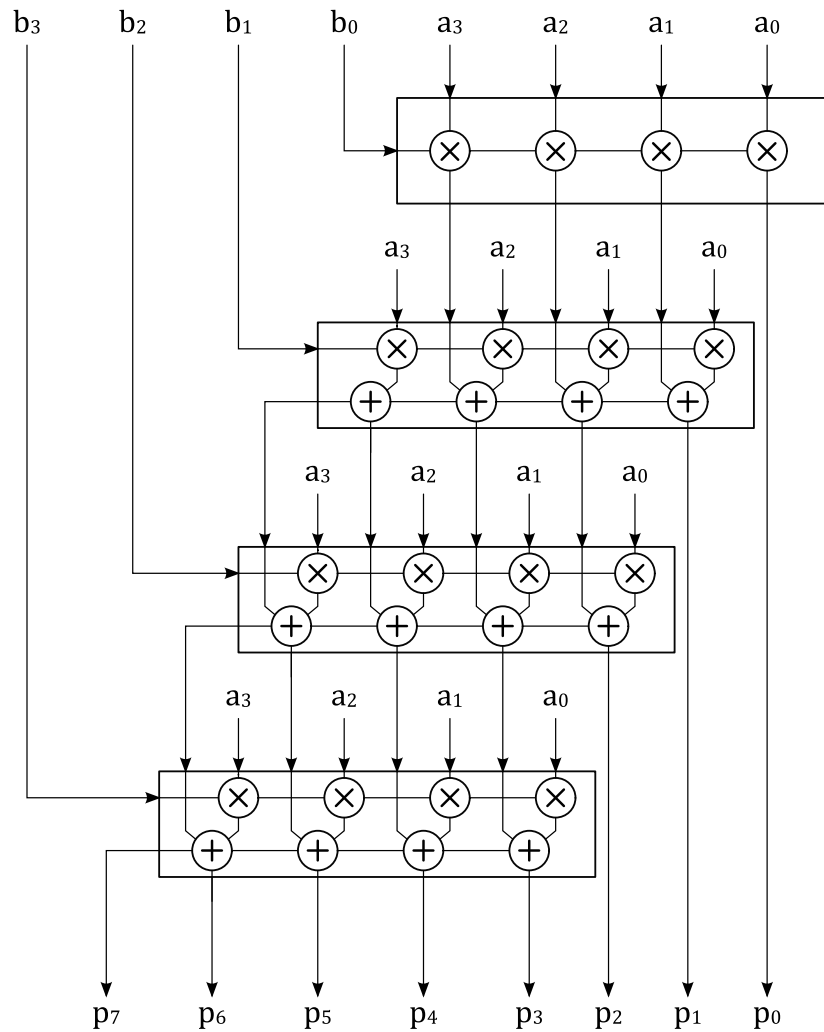 b₃ b₂ b₁ b₀ a₃ a₂ a₁ a₀
a₃ a₂ a₁ a₀
a₃ a₂ a₁ a₀
a₃ a₂ a₁ a₀
p₇ p₆ p₅ p₄ p₃ p₂ p₁ p₀